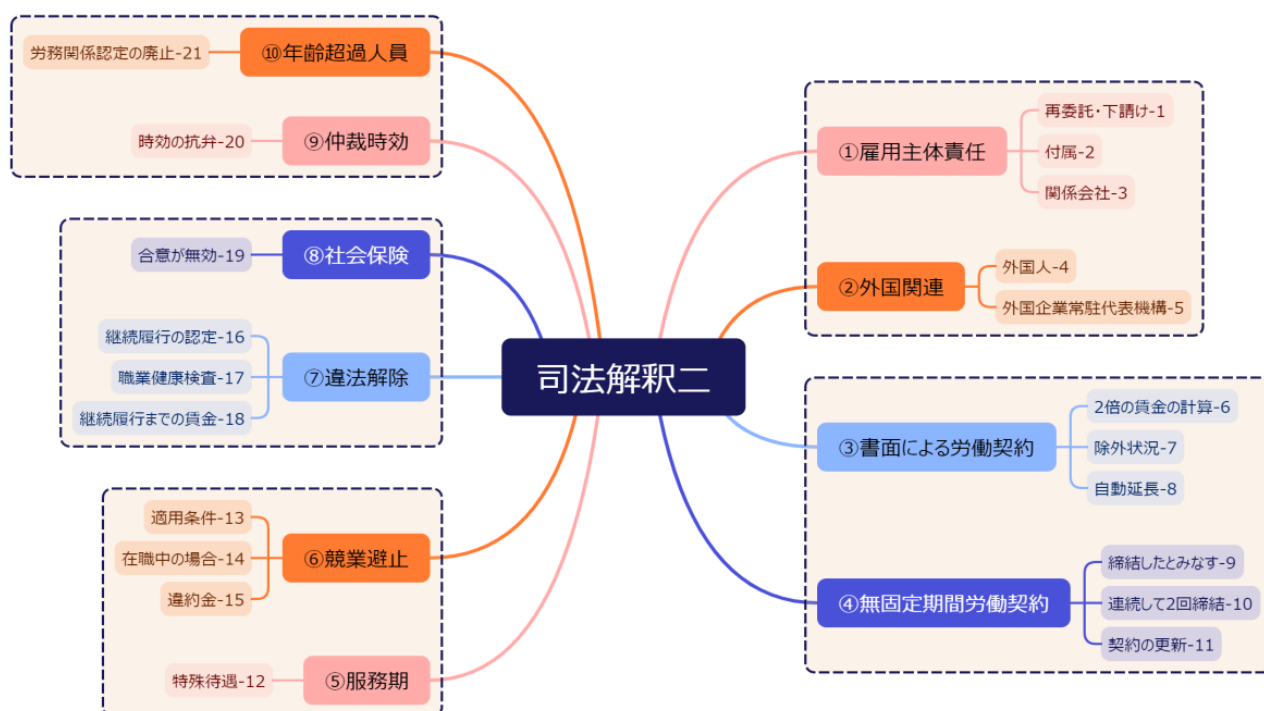 司法解釈二
①雇用主体責任
再委託・下請け-1
付属-2
関係会社-3
②外国関連
外国人-4
外国企業常駐代表機構-5
③書面による労働契約
2倍の賃金の計算-6
除外状況-7
自動延長-8
④無固定期間労働契約
締結したとみなす-9
連続して2回締結-10
契約の更新-11
⑤服務期
特殊待遇-12
⑥競業避止
適用条件-13
在職中の場合-14
違約金-15
⑦違法解除
継続履行の認定-16
職業健康検査-17
継続履行までの賃金-18
⑧社会保険
合意が無効-19
⑨仲裁時効
時効の抗弁-20
⑩年齢超過人員
労務関係認定の廃止-21